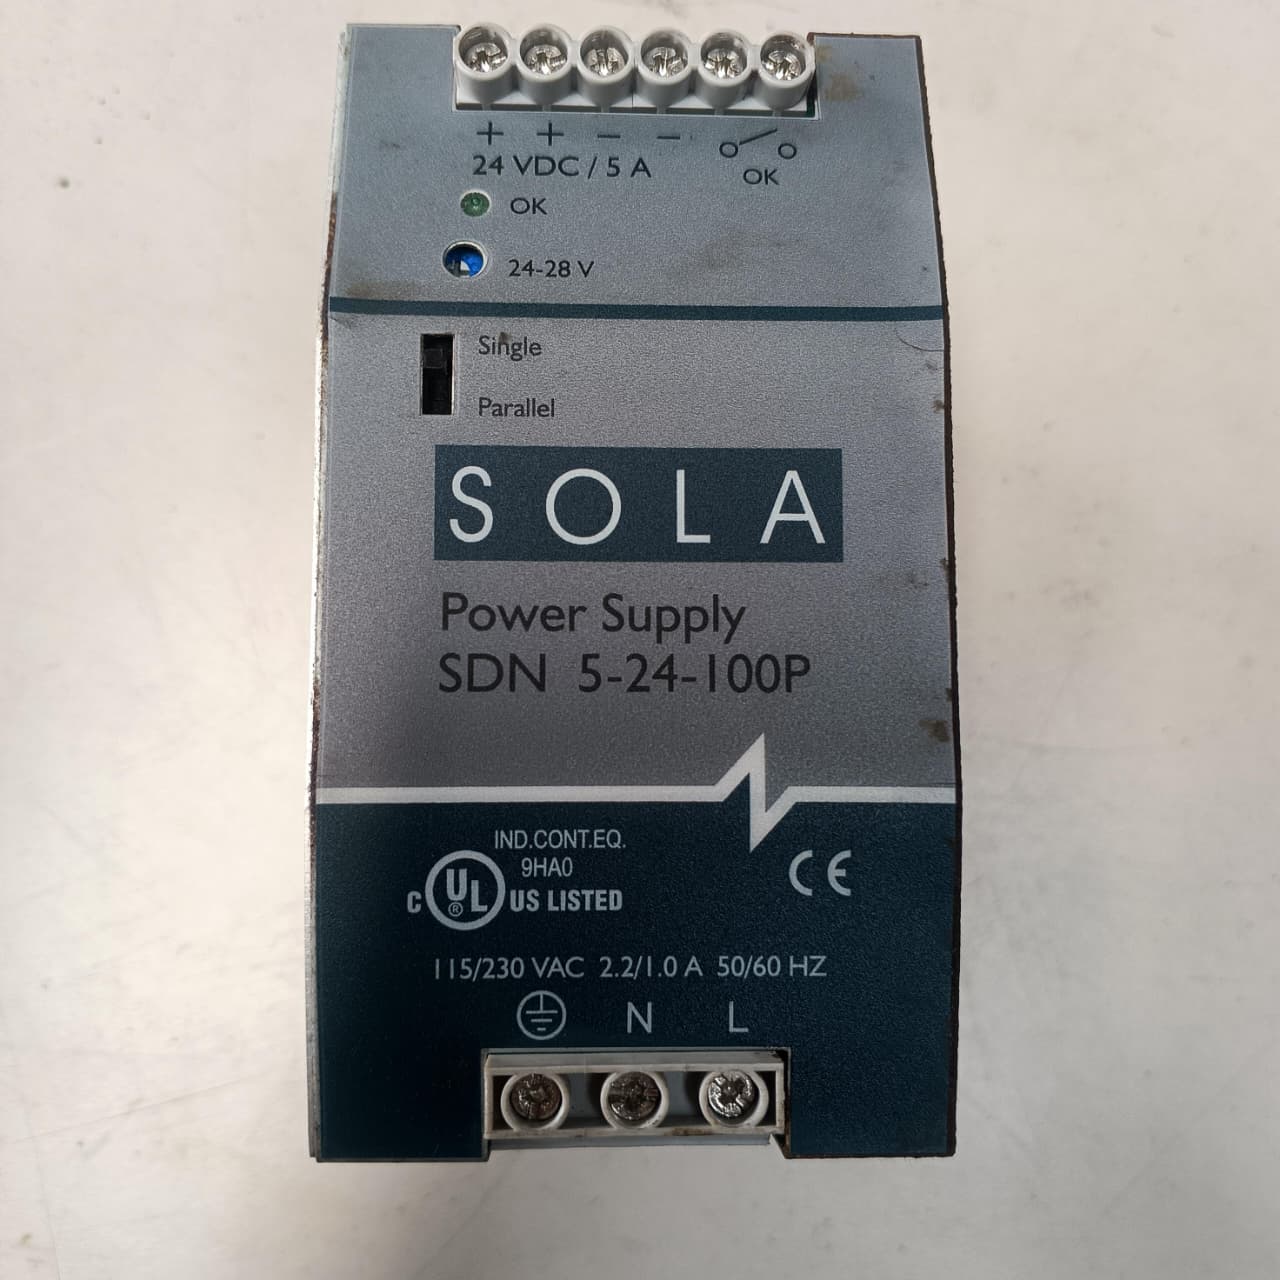 + + − −
24 VDC / 5 A
OK
OK
24-28 V
Single
Parallel
SOLA
Power Supply
SDN 5-24-100P
IND.CONT.EQ.
9HA0
C UL ® US LISTED
CE
115/230 VAC 2.2/1.0 A 50/60 HZ
N L